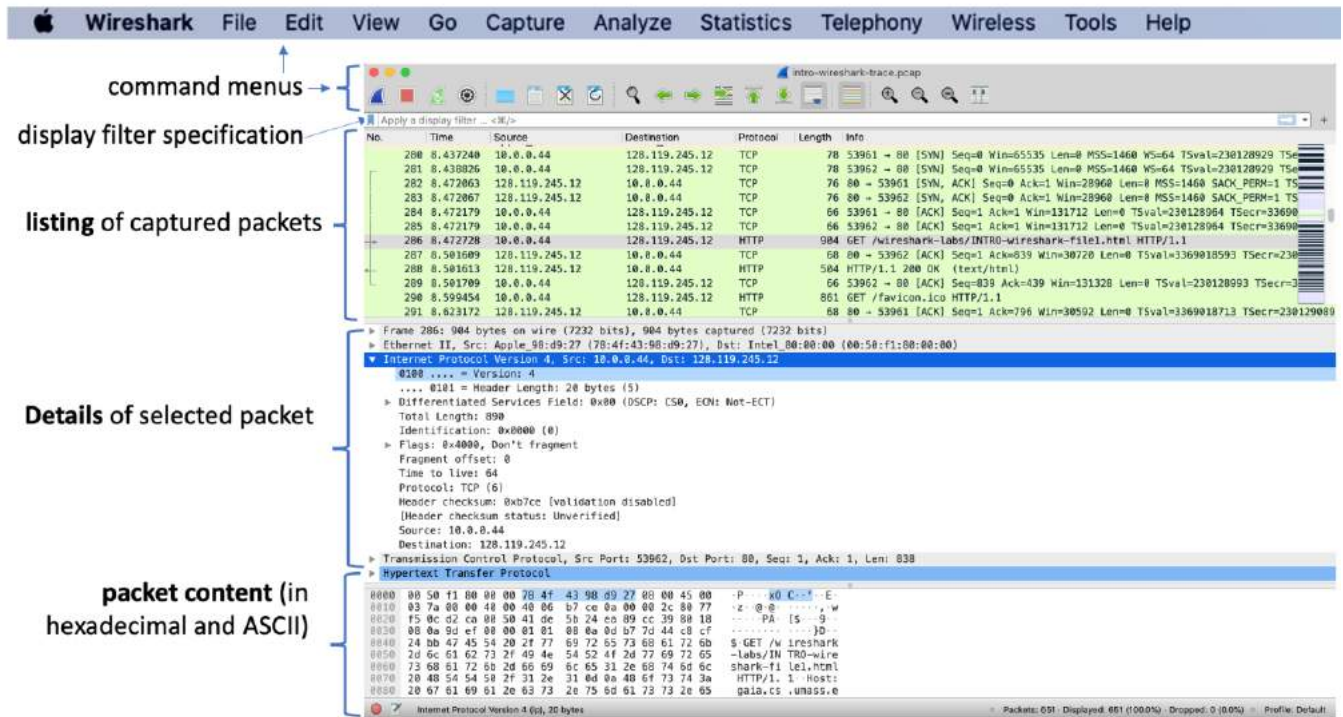 Wireshark File Edit View Go Capture Analyze Statistics Telephony Wireless Tools Help
command menus
intro-wireshark-trace.pcap
display filter specification
Apply a display filter ... <⌘/>
No. Time Source Destination Protocol Length Info
280 8.437240 10.0.0.44 128.119.245.12 TCP 78 53961 → 80 [SYN] Seq=0 Win=65535 Len=0 MSS=1460 WS=64 TSval=230128929 TSe
281 8.438826 10.0.0.44 128.119.245.12 TCP 78 53962 → 80 [SYN] Seq=0 Win=65535 Len=0 MSS=1460 WS=64 TSval=230128929 TSe
282 8.472063 128.119.245.12 10.0.0.44 TCP 76 80 → 53961 [SYN, ACK] Seq=0 Ack=1 Win=28960 Len=0 MSS=1460 SACK_PERM=1 TS
283 8.472067 128.119.245.12 10.0.0.44 TCP 76 80 → 53962 [SYN, ACK] Seq=0 Ack=1 Win=28960 Len=0 MSS=1460 SACK_PERM=1 TS
284 8.472179 10.0.0.44 128.119.245.12 TCP 66 53961 → 80 [ACK] Seq=1 Ack=1 Win=131712 Len=0 TSval=230128964 TSecr=33690
listing of captured packets
285 8.472179 10.0.0.44 128.119.245.12 TCP 66 53962 → 80 [ACK] Seq=1 Ack=1 Win=131712 Len=0 TSval=230128964 TSecr=33690
286 8.472728 10.0.0.44 128.119.245.12 HTTP 904 GET /wireshark-labs/INTRO-wireshark-file1.html HTTP/1.1
287 8.501609 128.119.245.12 10.0.0.44 TCP 68 80 → 53962 [ACK] Seq=1 Ack=839 Win=30720 Len=0 TSval=3369018593 TSecr=230
288 8.501613 128.119.245.12 10.0.0.44 HTTP 504 HTTP/1.1 200 OK (text/html)
289 8.501709 10.0.0.44 128.119.245.12 TCP 66 53962 → 80 [ACK] Seq=839 Ack=439 Win=131328 Len=0 TSval=230128993 TSecr=3
290 8.599454 10.0.0.44 128.119.245.12 HTTP 861 GET /favicon.ico HTTP/1.1
291 8.623172 128.119.245.12 10.0.0.44 TCP 68 80 → 53961 [ACK] Seq=1 Ack=796 Win=30592 Len=0 TSval=3369018713 TSecr=230129089
Frame 286: 904 bytes on wire (7232 bits), 904 bytes captured (7232 bits)
Ethernet II, Src: Apple_98:d9:27 (78:4f:43:98:d9:27), Dst: Intel_80:00:00 (00:50:f1:80:00:00)
Internet Protocol Version 4, Src: 10.0.0.44, Dst: 128.119.245.12
0100 .... = Version: 4
.... 0101 = Header Length: 20 bytes (5)
Differentiated Services Field: 0x00 (DSCP: CS0, ECN: Not-ECT)
Details of selected packet
Total Length: 890
Identification: 0x0000 (0)
Flags: 0x4000, Don't fragment
Fragment offset: 0
Time to live: 64
Protocol: TCP (6)
Header checksum: 0xb7ce [validation disabled]
[Header checksum status: Unverified]
Source: 10.0.0.44
Destination: 128.119.245.12
Transmission Control Protocol, Src Port: 53962, Dst Port: 80, Seq: 1, Ack: 1, Len: 838
Hypertext Transfer Protocol
packet content (in
hexadecimal and ASCII)
0000 00 50 f1 80 00 00 78 4f 43 98 d9 27 08 00 45 00 ·P····xO C··'··E·
0010 03 7a 00 00 40 00 40 06 b7 ce 0a 00 00 2c 80 77 ·z··@·@· ·····,·w
0020 f5 0c d2 ca 00 50 41 de 5b 24 ea 89 cc 39 80 18 ·····PA· [$···9··
0030 08 0a 9d ef 00 00 01 01 08 0a 0d b7 7d 44 c8 cf ········ ····}D··
0040 24 bb 47 45 54 20 2f 77 69 72 65 73 68 61 72 6b $·GET /w ireshark
0050 2d 6c 61 62 73 2f 49 4e 54 52 4f 2d 77 69 72 65 -labs/IN TRO-wire
0060 73 68 61 72 6b 2d 66 69 6c 65 31 2e 68 74 6d 6c shark-fi le1.html
0070 20 48 54 54 50 2f 31 2e 31 0d 0a 48 6f 73 74 3a HTTP/1. 1··Host:
0080 20 67 61 69 61 2e 63 73 2e 75 6d 61 73 73 2e 65 gaia.cs .umass.e
Internet Protocol Version 4 (ip), 20 bytes Packets: 651 · Displayed: 651 (100.0%) · Dropped: 0 (0.0%) Profile: Default